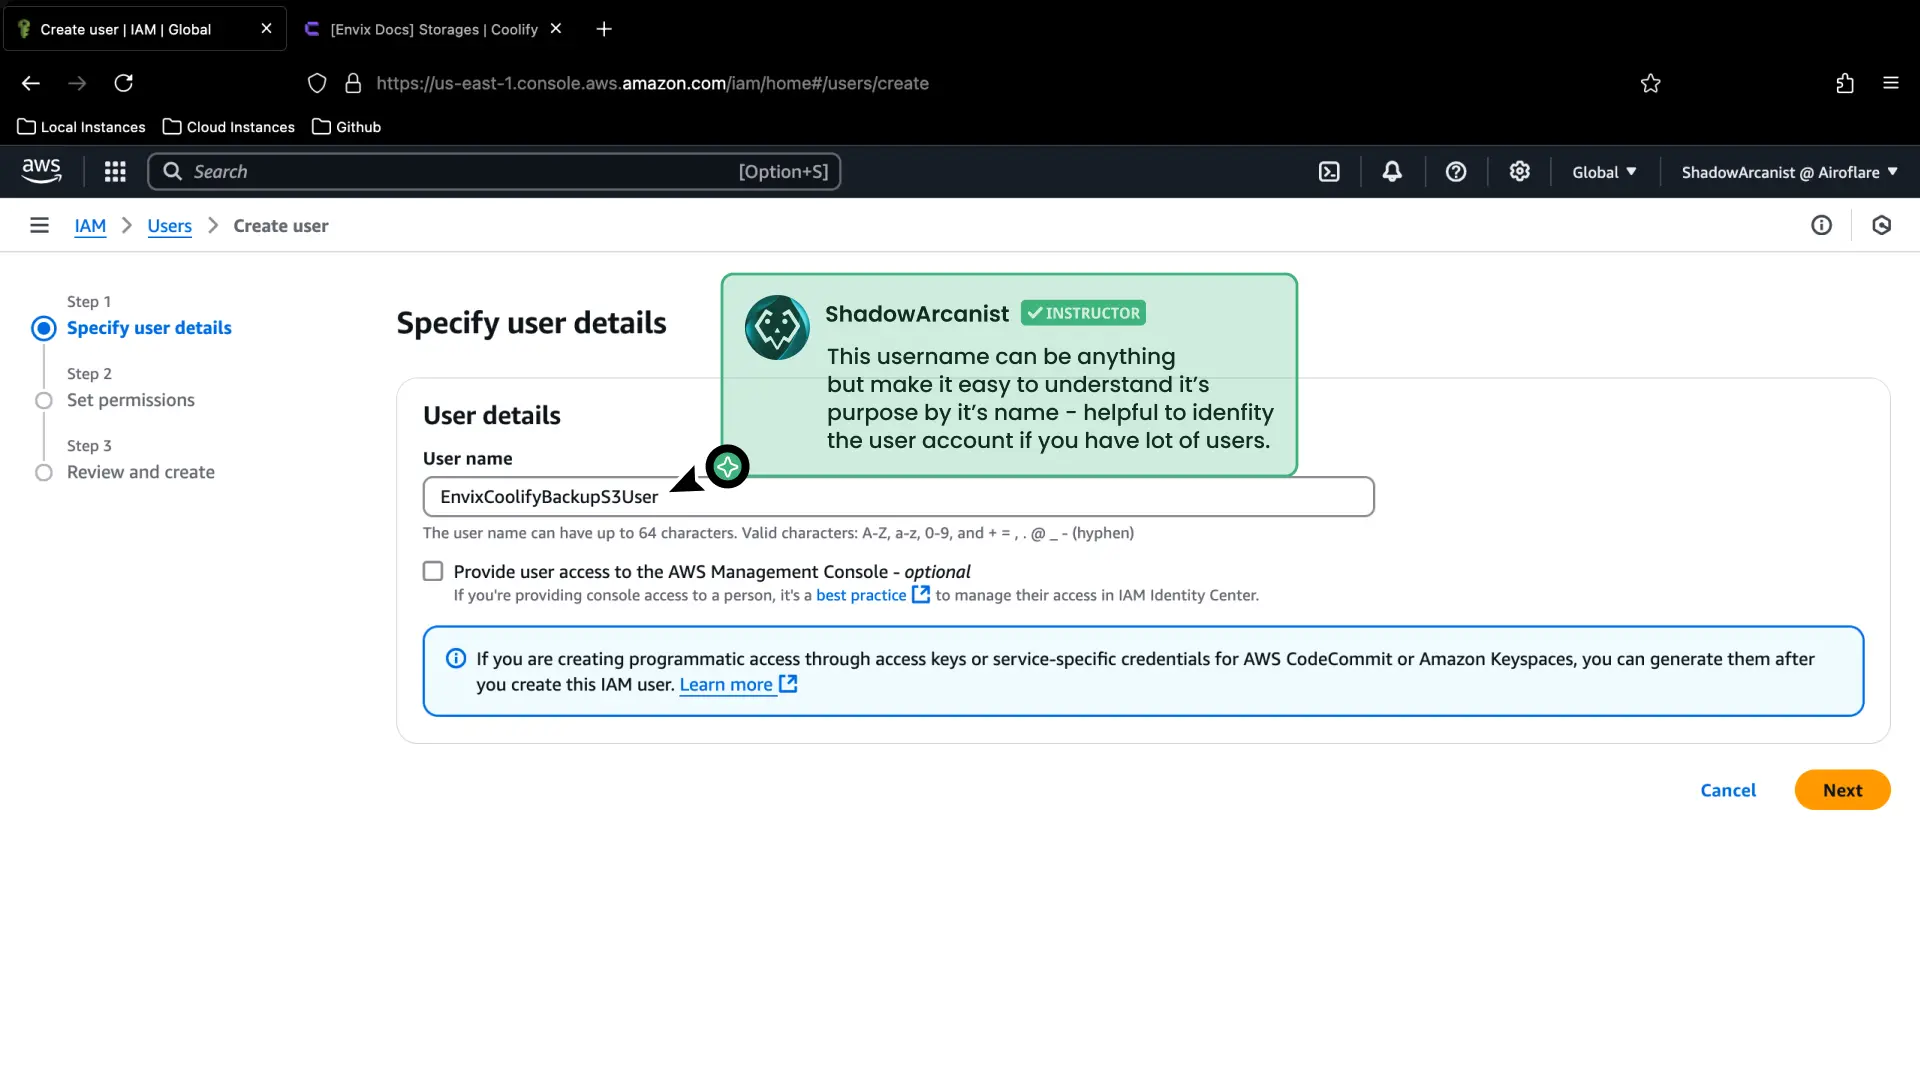 Create user | IAM | Global
[Envix Docs] Storages | Coolify
https://us-east-1.console.aws.amazon.com/iam/home#/users/create
Local Instances
Cloud Instances
Github
aws
Search
[Option+S]
Global
ShadowArcanist @ Airoflare
IAM
Users
Create user
Step 1
Specify user details
Step 2
Set permissions
Step 3
Review and create
Specify user details
ShadowArcanist
INSTRUCTOR
This username can be anything
but make it easy to understand it’s
purpose by it’s name - helpful to idenfity
the user account if you have lot of users.
User details
User name
EnvixCoolifyBackupS3User
The user name can have up to 64 characters. Valid characters: A-Z, a-z, 0-9, and + = , . @ _ - (hyphen)
Provide user access to the AWS Management Console - optional
If you're providing console access to a person, it's a best practice to manage their access in IAM Identity Center.
If you are creating programmatic access through access keys or service-specific credentials for AWS CodeCommit or Amazon Keyspaces, you can generate them after
you create this IAM user. Learn more
Cancel
Next